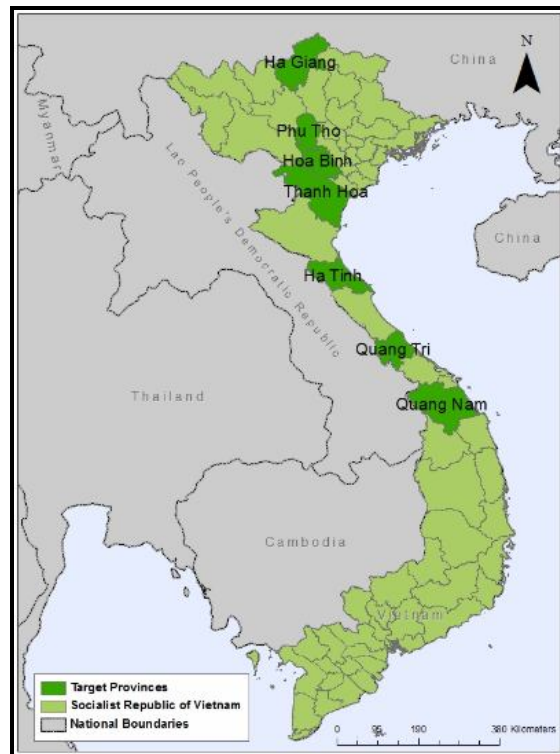 N
China
Ha Giang
Myanmar
Phu Tho
Hoa Binh
Thanh Hoa
Lao People's Democratic Republic
China
Ha Tinh
Quang Tri
Thailand
Quang Nam
Cambodia
Vietnam
Target Provinces
Socialist Republic of Vietnam
National Boundaries
0 95 190 380 Kilometers